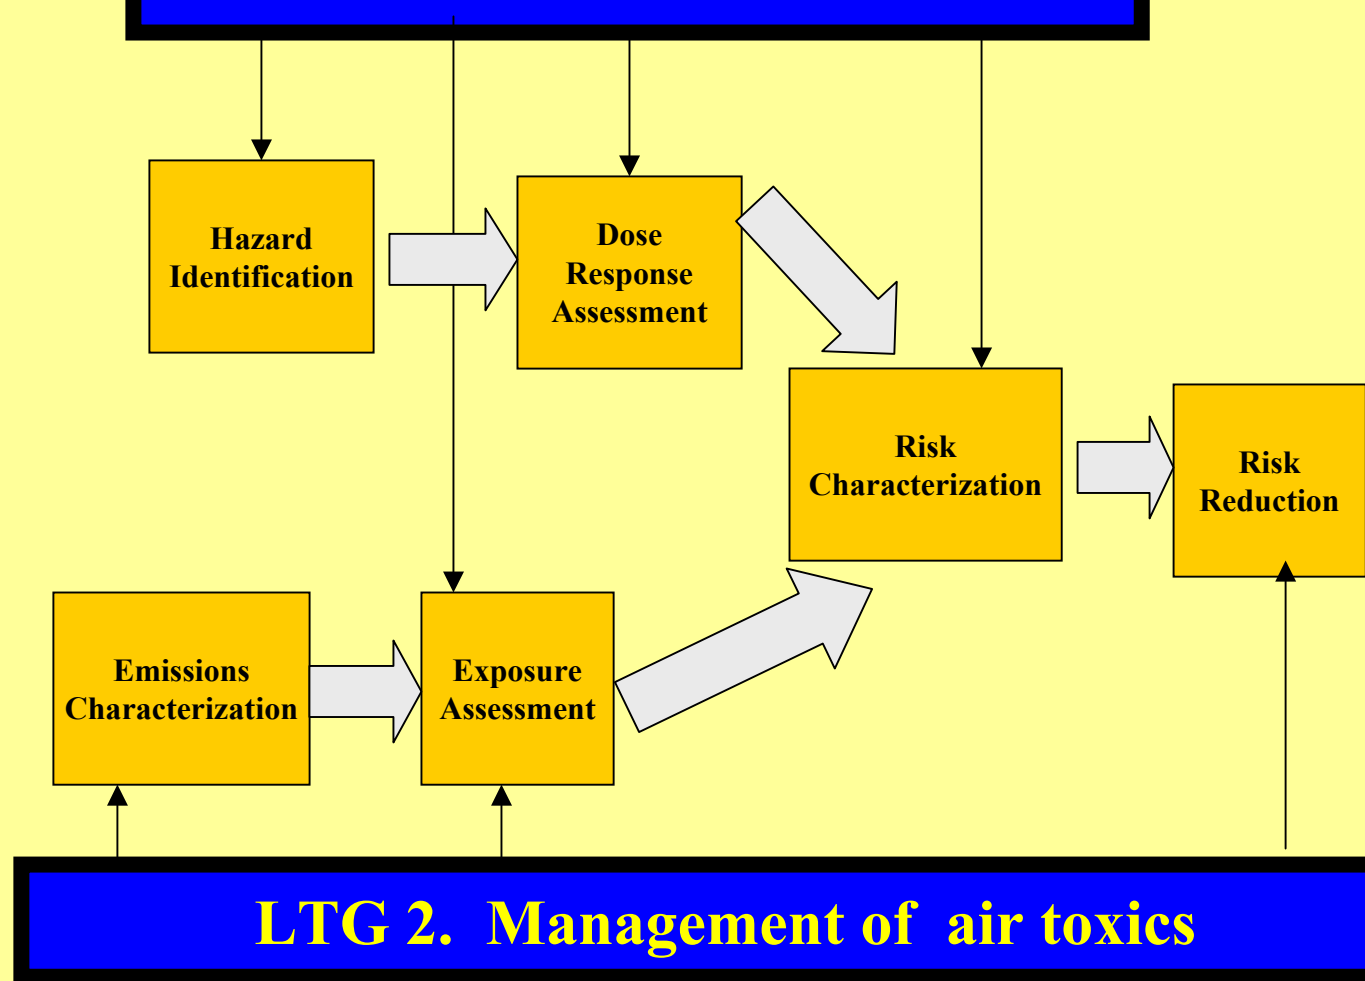 Hazard
Identification
Dose
Response
Assessment
Risk
Characterization
Risk
Reduction
Emissions
Characterization
Exposure
Assessment
LTG 2.  Management of  air toxics